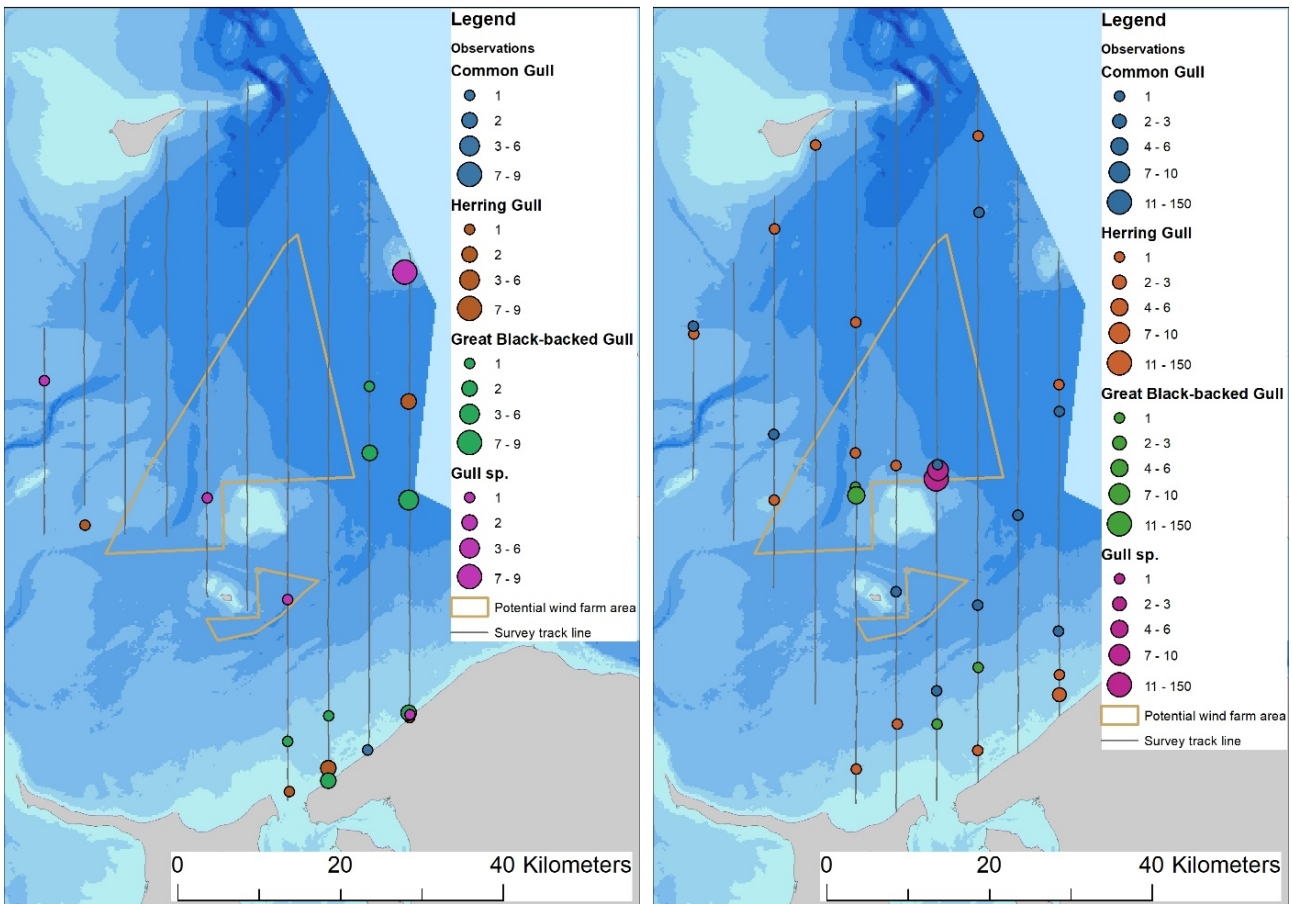 Legend
Observations
Common Gull
1
2
3 - 6
7 - 9
Herring Gull
1
2
3 - 6
7 - 9
Great Black-backed Gull
1
2
3 - 6
7 - 9
Gull sp.
1
2
3 - 6
7 - 9
Potential wind farm area
Survey track line
0 20 40 Kilometers
Legend
Observations
Common Gull
1
2 - 3
4 - 6
7 - 10
11 - 150
Herring Gull
1
2 - 3
4 - 6
7 - 10
11 - 150
Great Black-backed Gull
1
2 - 3
4 - 6
7 - 10
11 - 150
Gull sp.
1
2 - 3
4 - 6
7 - 10
11 - 150
Potential wind farm area
Survey track line
0 20 40 Kilometers